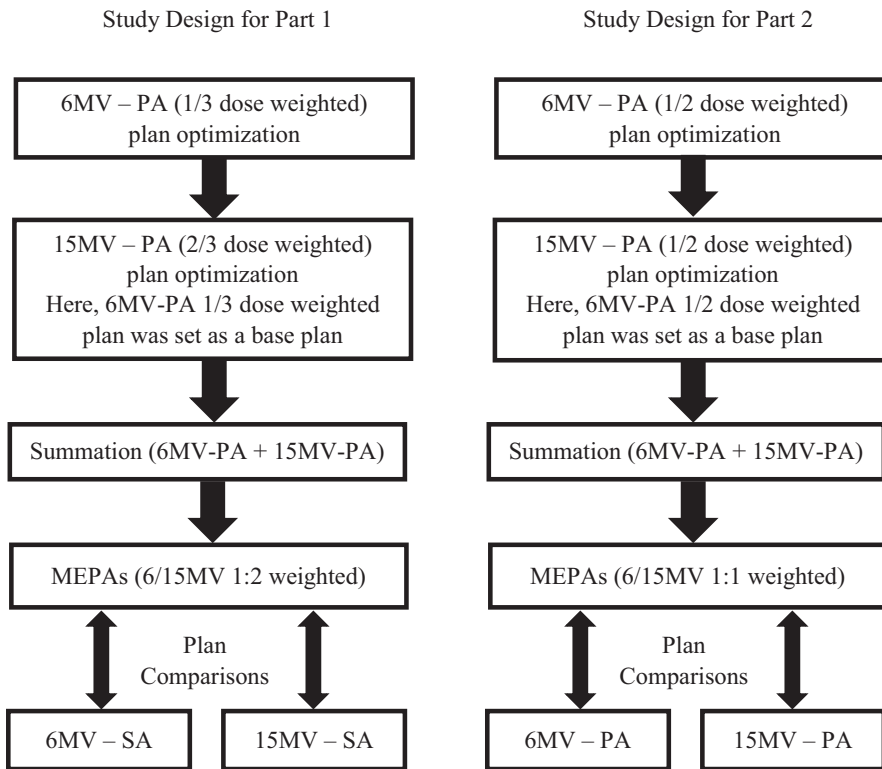 Study Design for Part 1
6MV – PA (1/3 dose weighted)
plan optimization
15MV – PA (2/3 dose weighted)
plan optimization
Here, 6MV-PA 1/3 dose weighted
plan was set as a base plan
Summation (6MV-PA + 15MV-PA)
MEPAs (6/15MV 1:2 weighted)
Plan
Comparisons
6MV – SA
15MV – SA
Study Design for Part 2
6MV – PA (1/2 dose weighted)
plan optimization
15MV – PA (1/2 dose weighted)
plan optimization
Here, 6MV-PA 1/2 dose weighted
plan was set as a base plan
Summation (6MV-PA + 15MV-PA)
MEPAs (6/15MV 1:1 weighted)
Plan
Comparisons
6MV – PA
15MV – PA